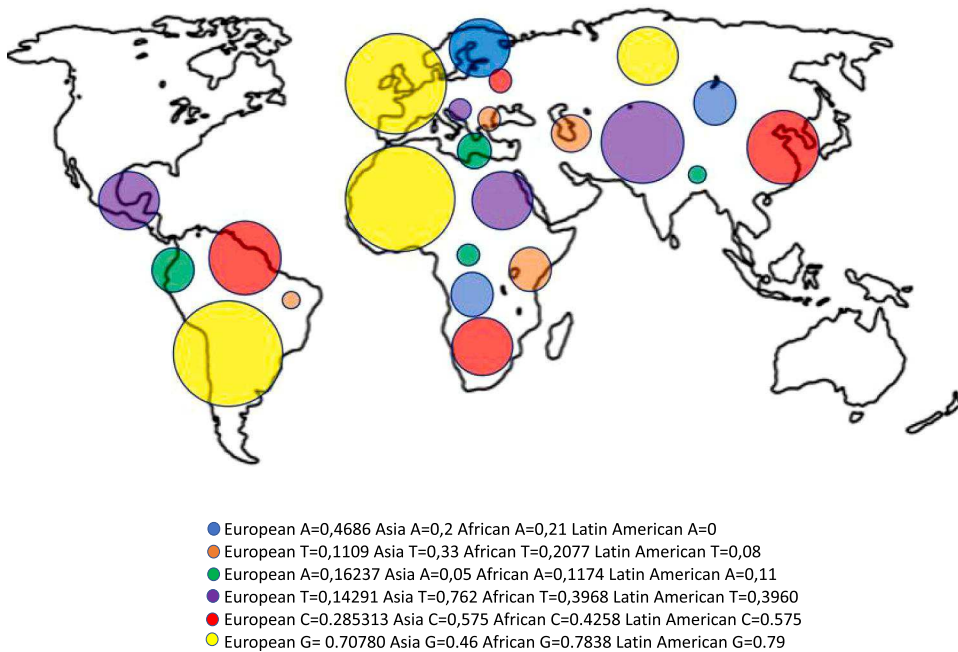 European A=0,4686 Asia A=0,2 African A=0,21 Latin American A=0
European T=0,1109 Asia T=0,33 African T=0,2077 Latin American T=0,08
European A=0,16237 Asia A=0,05 African A=0,1174 Latin American A=0,11
European T=0,14291 Asia T=0,762 African T=0,3968 Latin American T=0,3960
European C=0.285313 Asia C=0,575 African C=0.4258 Latin American C=0.575
European G= 0.70780 Asia G=0.46 African G=0.7838 Latin American G=0.79